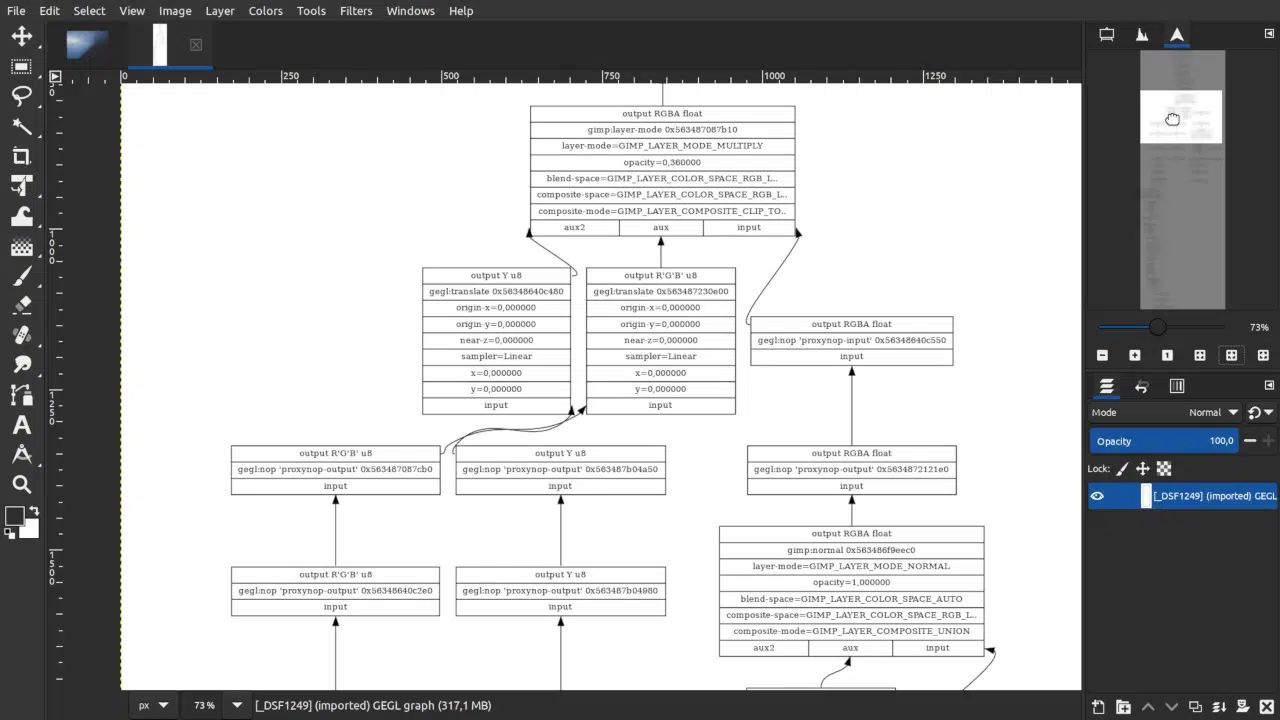 File Edit Select View Image Layer Colors Tools Filters Windows Help
0 250 500 750 1000 1250
output RGBA float
gimp:layer-mode 0x563487087b10
layer-mode=GIMP_LAYER_MODE_MULTIPLY
opacity=0,360000
blend-space=GIMP_LAYER_COLOR_SPACE_RGB_L..
composite-space=GIMP_LAYER_COLOR_SPACE_RGB_L..
composite-mode=GIMP_LAYER_COMPOSITE_CLIP_TO..
aux2 aux input
output Y u8
gegl:translate 0x56348640c480
origin-x=0,000000
origin-y=0,000000
near-z=0,000000
sampler=Linear
x=0,000000
y=0,000000
input
output R'G'B' u8
gegl:translate 0x563487230e00
origin-x=0,000000
origin-y=0,000000
near-z=0,000000
sampler=Linear
x=0,000000
y=0,000000
input
output RGBA float
gegl:nop 'proxynop-input' 0x56348640c550
input
output R'G'B' u8
gegl:nop 'proxynop-output' 0x563487087cb0
input
output Y u8
gegl:nop 'proxynop-output' 0x563487b04a50
input
output RGBA float
gegl:nop 'proxynop-output' 0x5634872121e0
input
output R'G'B' u8
gegl:nop 'proxynop-output' 0x56348640c2e0
input
output Y u8
gegl:nop 'proxynop-output' 0x563487b04980
input
output RGBA float
gimp:normal 0x563486f9eec0
layer-mode=GIMP_LAYER_MODE_NORMAL
opacity=1,000000
blend-space=GIMP_LAYER_COLOR_SPACE_AUTO
composite-space=GIMP_LAYER_COLOR_SPACE_RGB_L..
composite-mode=GIMP_LAYER_COMPOSITE_UNION
aux2 aux input
73%
Mode Normal
Opacity 100,0
Lock:
[_DSF1249] (imported) GEGL
px 73 % [_DSF1249] (imported) GEGL graph (317,1 MB)
1000
1250
1500